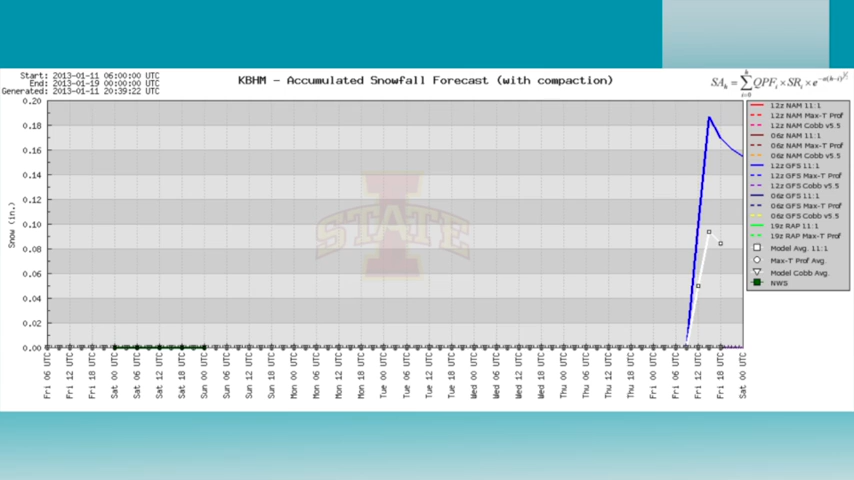 Start: 2013-01-11 06:00:00 UTC
End: 2013-01-19 00:00:00 UTC
Generated: 2013-01-11 20:39:22 UTC
KBHM - Accumulated Snowfall Forecast (with compaction)
0.20
0.18
0.16
0.14
0.12
0.10
0.08
0.06
0.04
0.02
0.00
Snow (in.)
I
STATE
12z NAM 11:1
12z NAM Max-T Prof
12z NAM Cobb v5.5
06z NAM 11:1
06z NAM Max-T Prof
06z NAM Cobb v5.5
12z GFS 11:1
12z GFS Max-T Prof
12z GFS Cobb v5.5
06z GFS 11:1
06z GFS Max-T Prof
06z GFS Cobb v5.5
19z RAP 11:1
19z RAP Max-T Prof
Model Avg. 11:1
Max-T Prof Avg.
Model Cobb Avg.
NWS
Fri 06 UTC
Fri 12 UTC
Fri 18 UTC
Sat 00 UTC
Sat 06 UTC
Sat 12 UTC
Sat 18 UTC
Sun 00 UTC
Sun 06 UTC
Sun 12 UTC
Sun 18 UTC
Mon 00 UTC
Mon 06 UTC
Mon 12 UTC
Mon 18 UTC
Tue 00 UTC
Tue 06 UTC
Tue 12 UTC
Tue 18 UTC
Wed 00 UTC
Wed 06 UTC
Wed 12 UTC
Wed 18 UTC
Thu 00 UTC
Thu 06 UTC
Thu 12 UTC
Thu 18 UTC
Fri 00 UTC
Fri 06 UTC
Fri 12 UTC
Fri 18 UTC
Sat 00 UTC